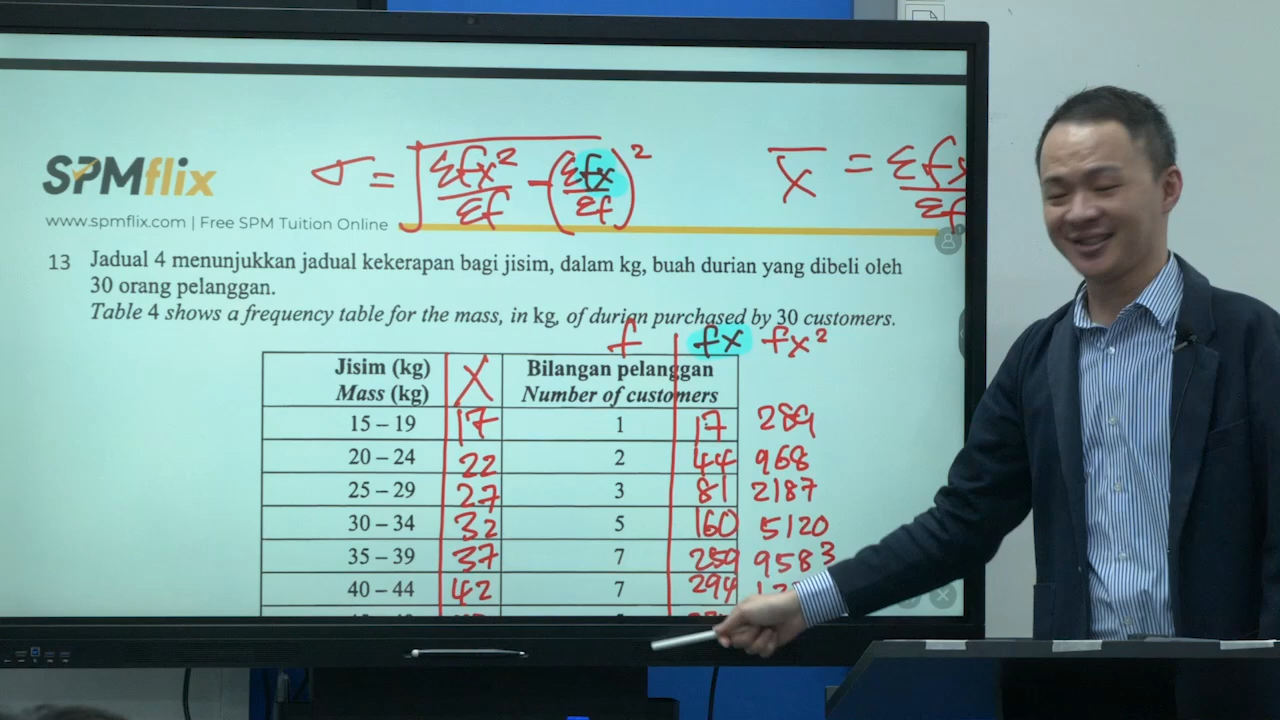 σ = √ Σfx²/Σf - (Σfx/Σf)²
x̄ = Σfx/Σf
SPMflix
www.spmflix.com | Free SPM Tuition Online
13 Jadual 4 menunjukkan jadual kekerapan bagi jisim, dalam kg, buah durian yang dibeli oleh
30 orang pelanggan.
Table 4 shows a frequency table for the mass, in kg, of durian purchased by 30 customers.
f fx fx²
Jisim (kg) X Bilangan pelanggan
Mass (kg) Number of customers
15 – 19 17 1 17 289
20 – 24 22 2 44 968
25 – 29 27 3 81 2187
30 – 34 32 5 160 5120
35 – 39 37 7 259 9583
40 – 44 42 7 294